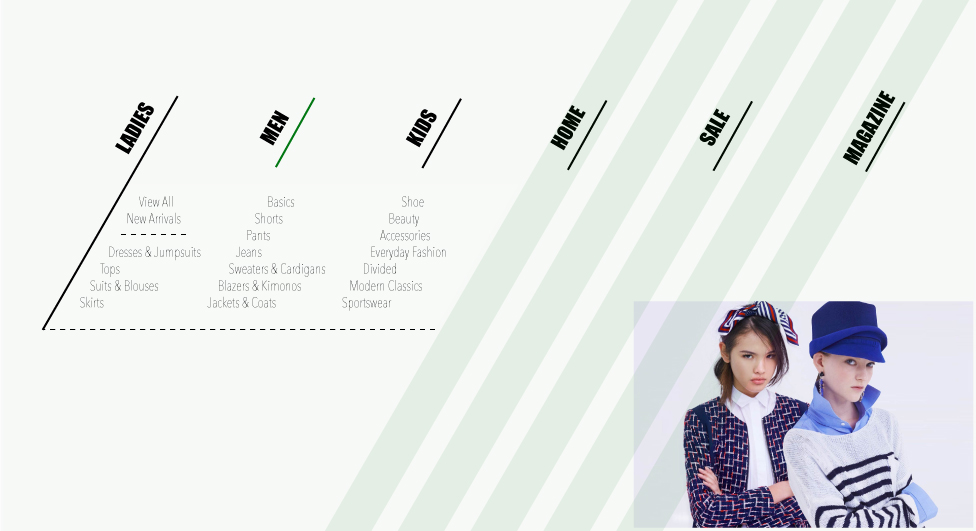 LADIES
MEN
KIDS
HOME
SALE
MAGAZINE
View All
New Arrivals
Dresses & Jumpsuits
Tops
Suits & Blouses
Skirts
Basics
Shorts
Pants
Jeans
Sweaters & Cardigans
Blazers & Kimonos
Jackets & Coats
Shoe
Beauty
Accessories
Everyday Fashion
Divided
Modern Classics
Sportswear